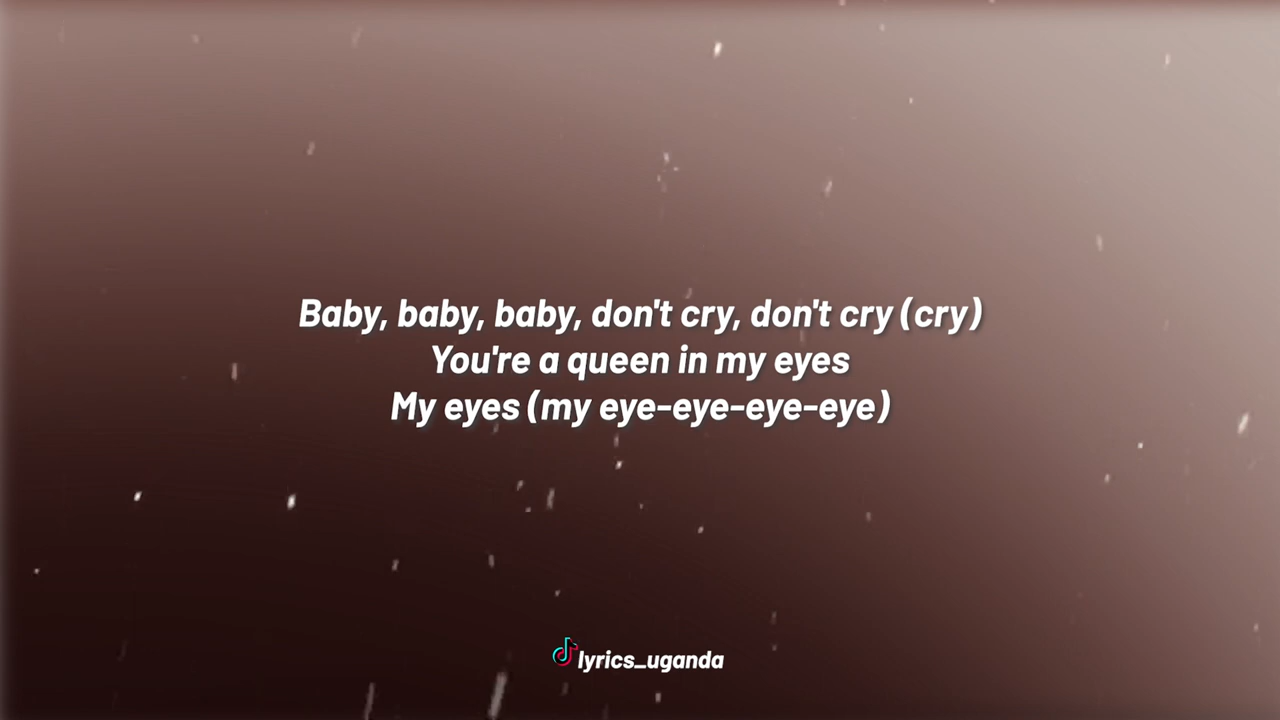 Baby, baby, baby, don't cry, don't cry (cry)
You're a queen in my eyes
My eyes (my eye-eye-eye-eye)
lyrics_uganda